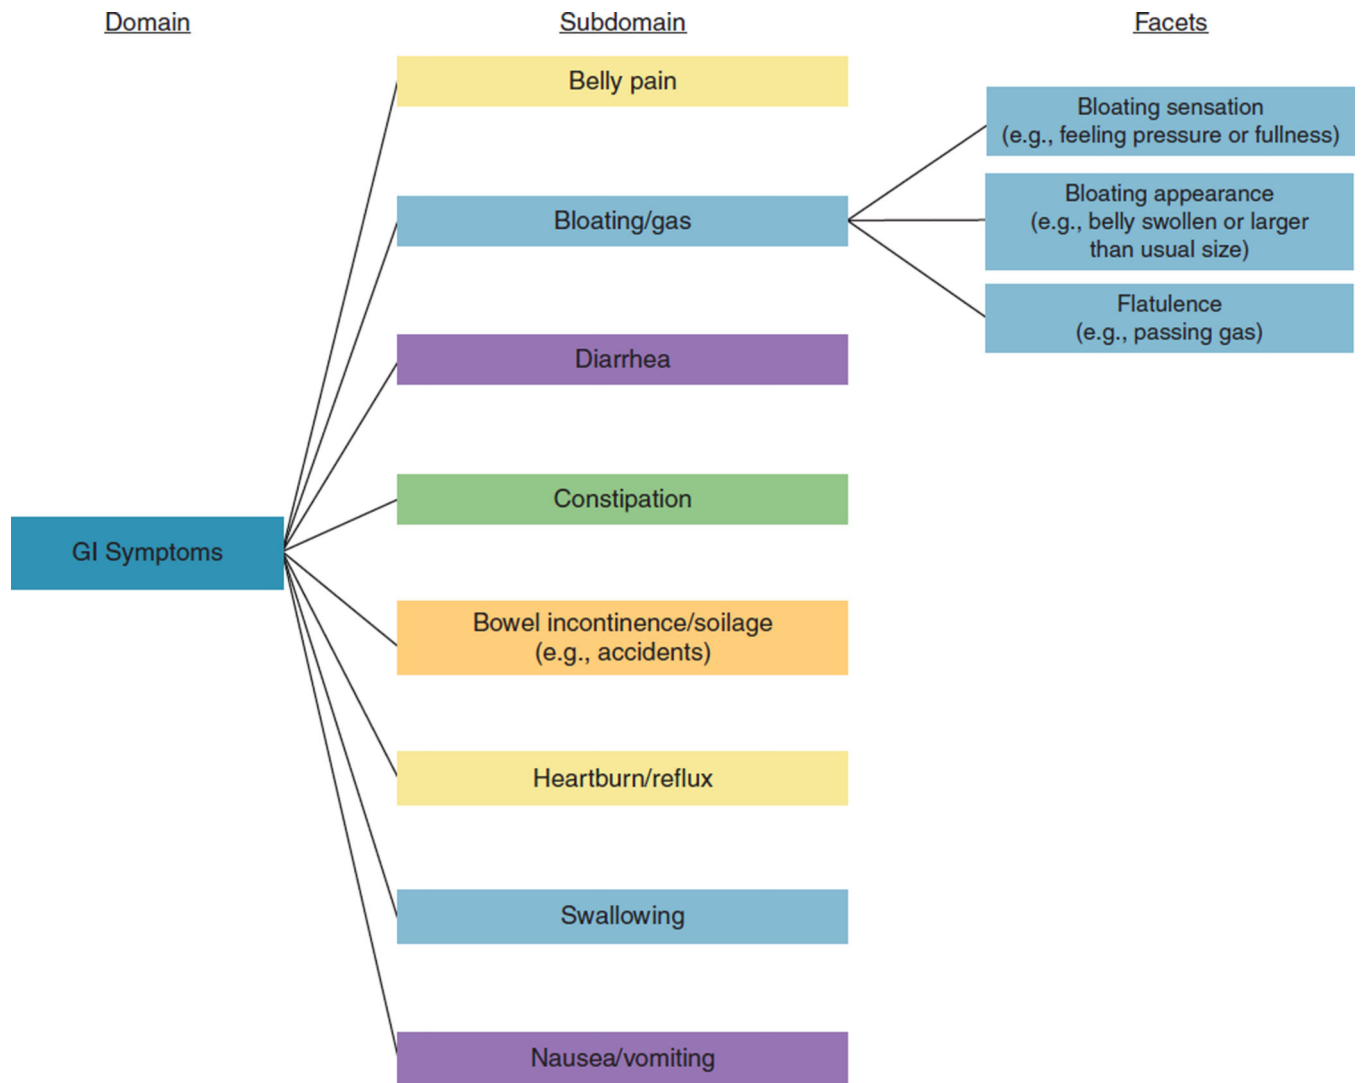 Domain
Subdomain
Facets
Belly pain
Bloating sensation
(e.g., feeling pressure or fullness)
Bloating/gas
Bloating appearance
(e.g., belly swollen or larger
than usual size)
Flatulence
(e.g., passing gas)
Diarrhea
Constipation
GI Symptoms
Bowel incontinence/soilage
(e.g., accidents)
Heartburn/reflux
Swallowing
Nausea/vomiting